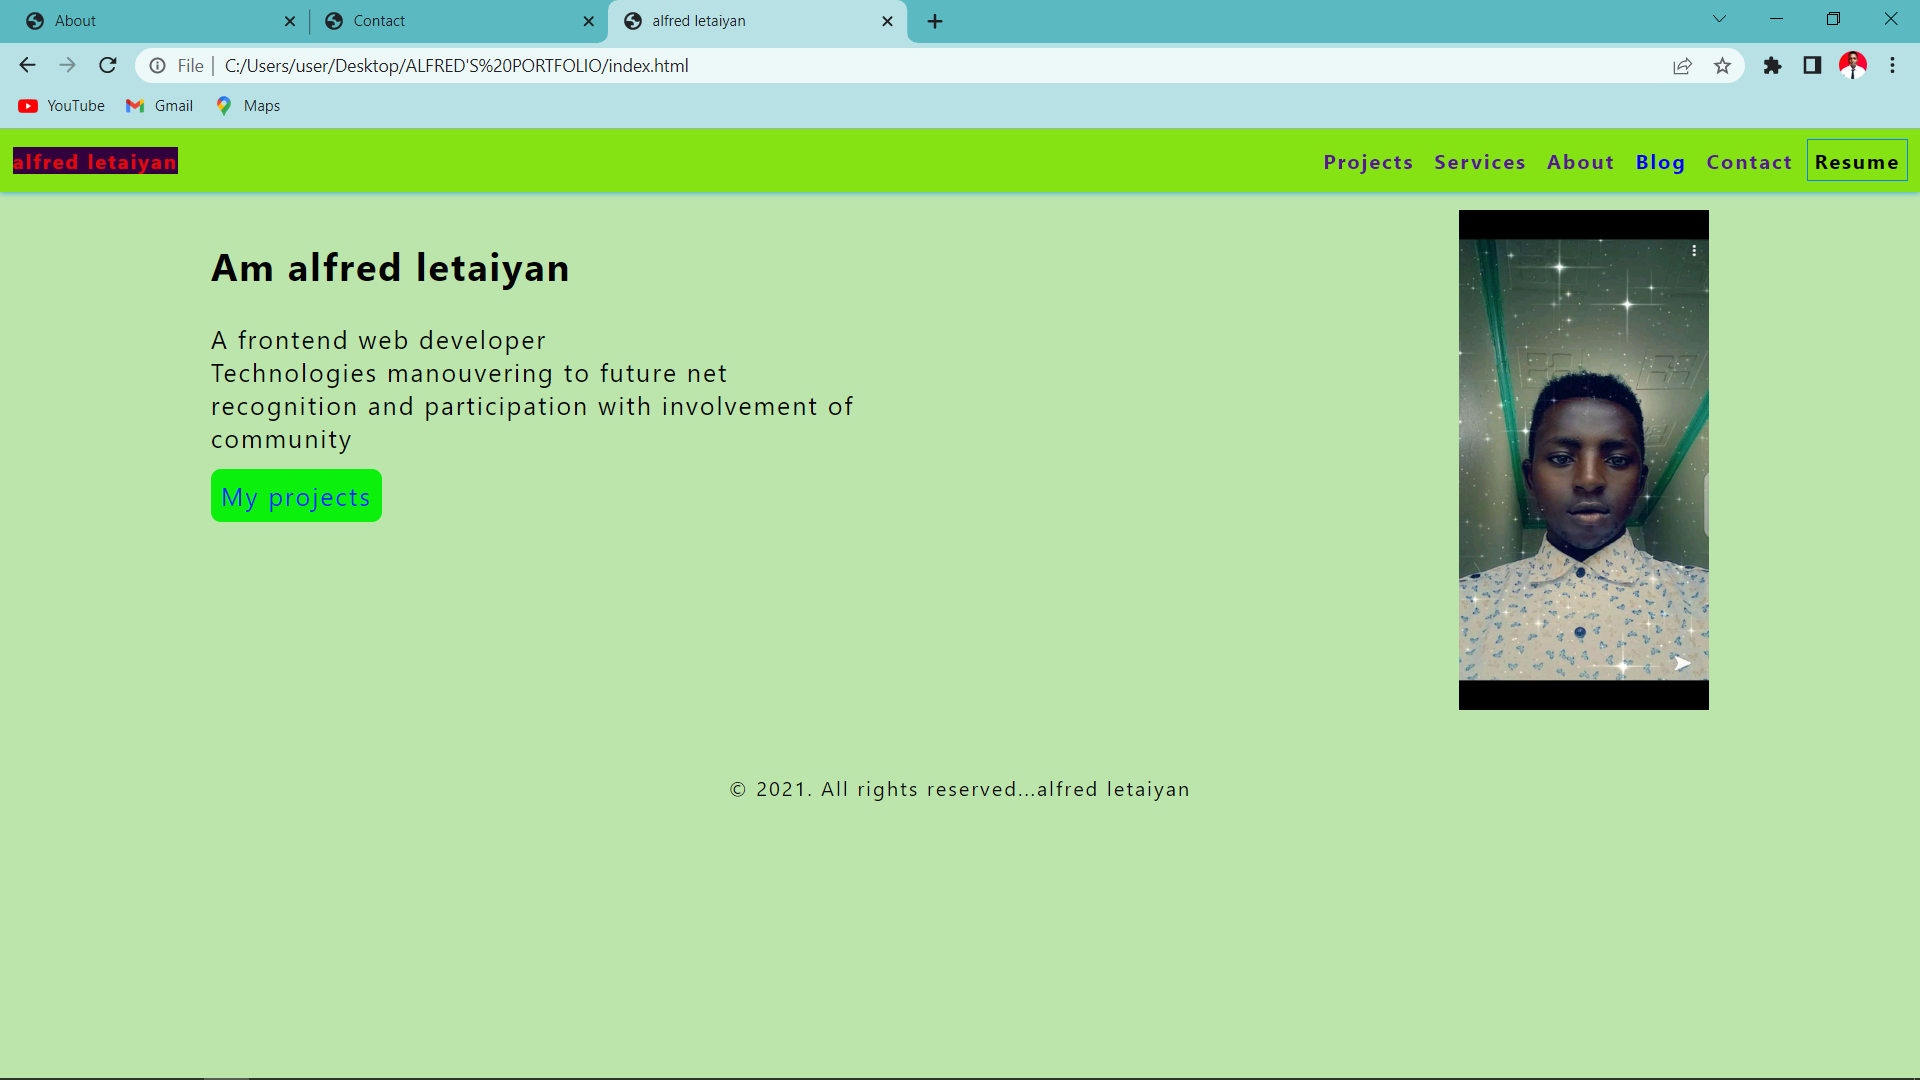 About
Contact
alfred letaiyan
File
C:/Users/user/Desktop/ALFRED'S%20PORTFOLIO/index.html
YouTube
Gmail
Maps
alfred letaiyan
Projects
Services
About
Blog
Contact
Resume
Am alfred letaiyan
A frontend web developer
Technologies manouvering to future net
recognition and participation with involvement of
community
My projects
© 2021. All rights reserved...alfred letaiyan